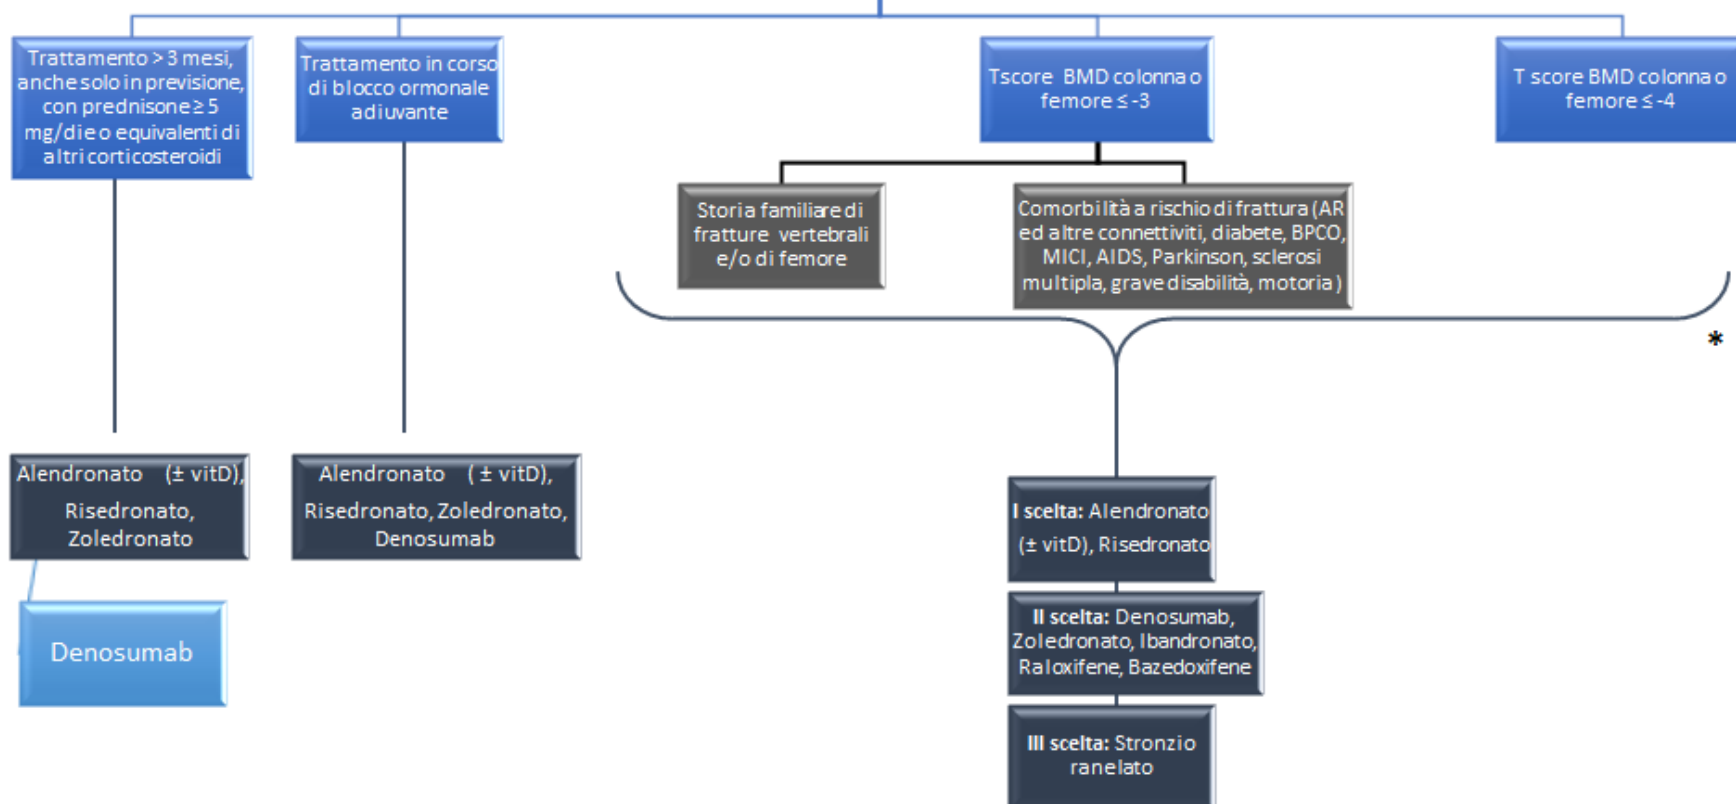 Trattamento > 3 mesi,
anche solo in previsione,
con prednisone ≥ 5
mg/die o equivalenti di
altri corticosteroidi
Trattamento in corso
di blocco ormonale
adiuvante
Tscore BMD colonna o
femore ≤ -3
T score BMD colonna o
femore ≤ -4
Storia familiare di
fratture vertebrali
e/o di femore
Comorbilità a rischio di frattura (AR
ed altre connettiviti, diabete, BPCO,
MICI, AIDS, Parkinson, sclerosi
multipla, grave disabilità, motoria )
*
Alendronato (± vitD),
Risedronato,
Zoledronato
Alendronato ( ± vitD),
Risedronato, Zoledronato,
Denosumab
Denosumab
I scelta: Alendronato
(± vitD), Risedronato
II scelta: Denosumab,
Zoledronato, Ibandronato,
Raloxifene, Bazedoxifene
III scelta: Stronzio
ranelato